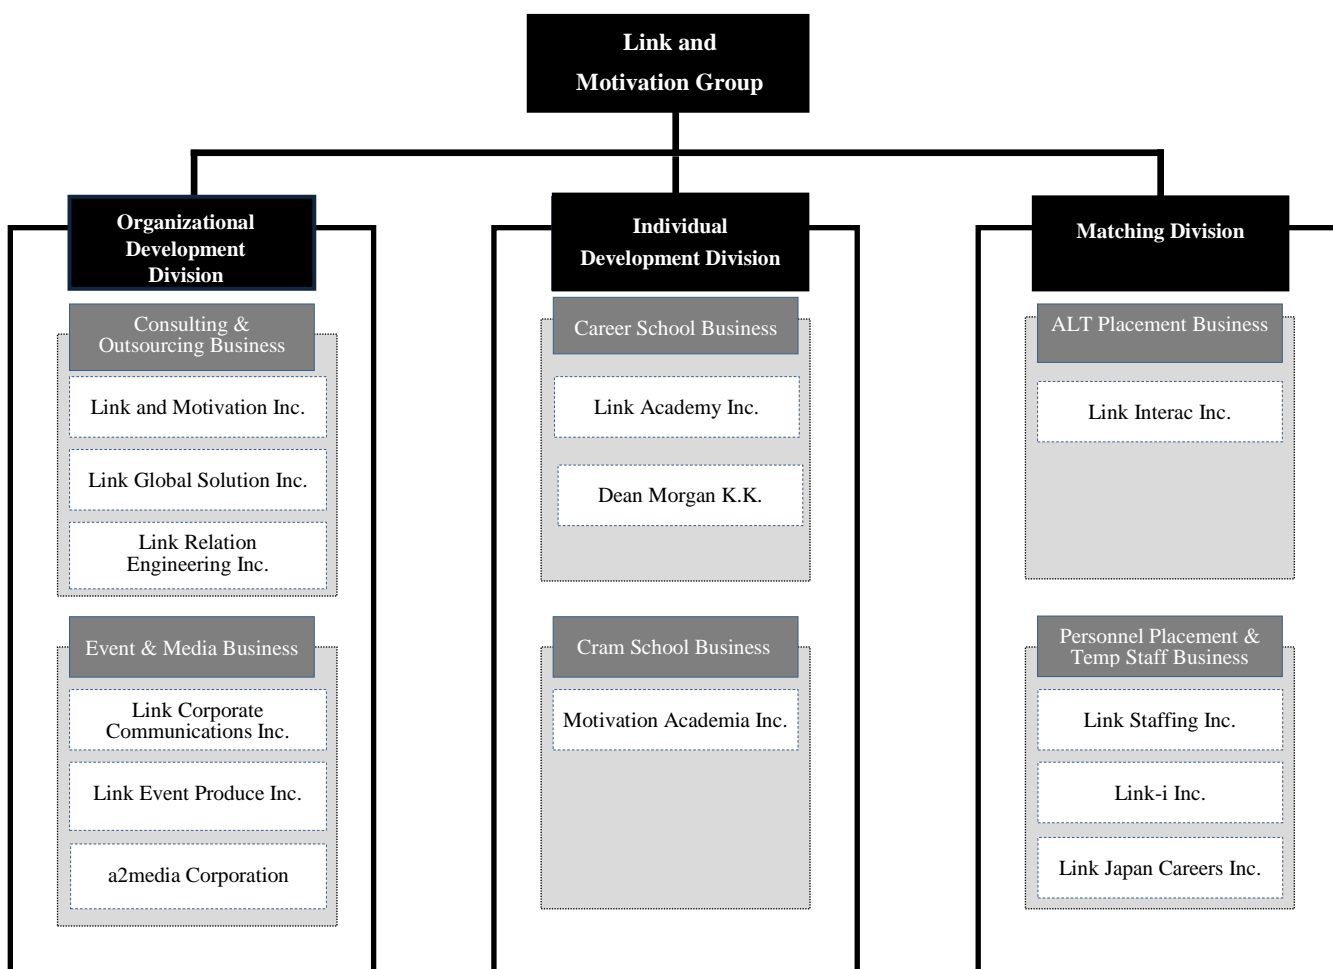 Link and
Motivation Group
Organizational
Development
Division
Consulting &
Outsourcing Business
Link and Motivation Inc.
Link Global Solution Inc.
Link Relation
Engineering Inc.
Event & Media Business
Link Corporate
Communications Inc.
Link Event Produce Inc.
a2media Corporation
Individual
Development Division
Career School Business
Link Academy Inc.
Dean Morgan K.K.
Cram School Business
Motivation Academia Inc.
Matching Division
ALT Placement Business
Link Interac Inc.
Personnel Placement &
Temp Staff Business
Link Staffing Inc.
Link-i Inc.
Link Japan Careers Inc.